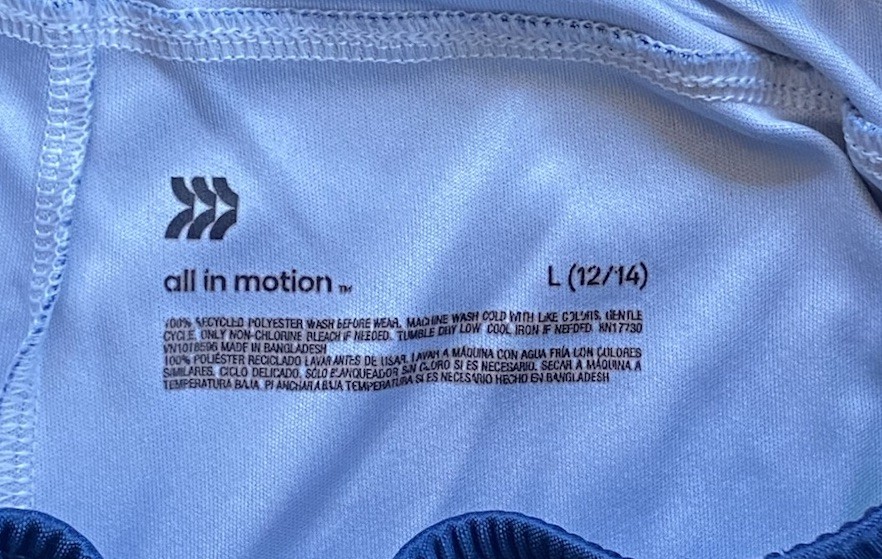 all in motion ™
L (12/14)
100% RECYCLED POLYESTER WASH BEFORE WEAR. MACHINE WASH COLD WITH LIKE COLORS, GENTLE
CYCLE. ONLY NON-CHLORINE BLEACH IF NEEDED. TUMBLE DRY LOW COOL IRON IF NEEDED. RN17730
MADE IN BANGLADESH
100% POLIÉSTER RECICLADO LAVAR ANTES DE USAR. LAVAR A MÁQUINA CON AGUA FRÍA CON COLORES
SIMILARES. CICLO DELICADO. SÓLO BLANQUEADOR SIN CLORO SI ES NECESARIO. SECAR A MÁQUINA A
TEMPERATURA BAJA. PLANCHAR A BAJA TEMPERATURA SI ES NECESARIO HECHO EN BANGLADESH